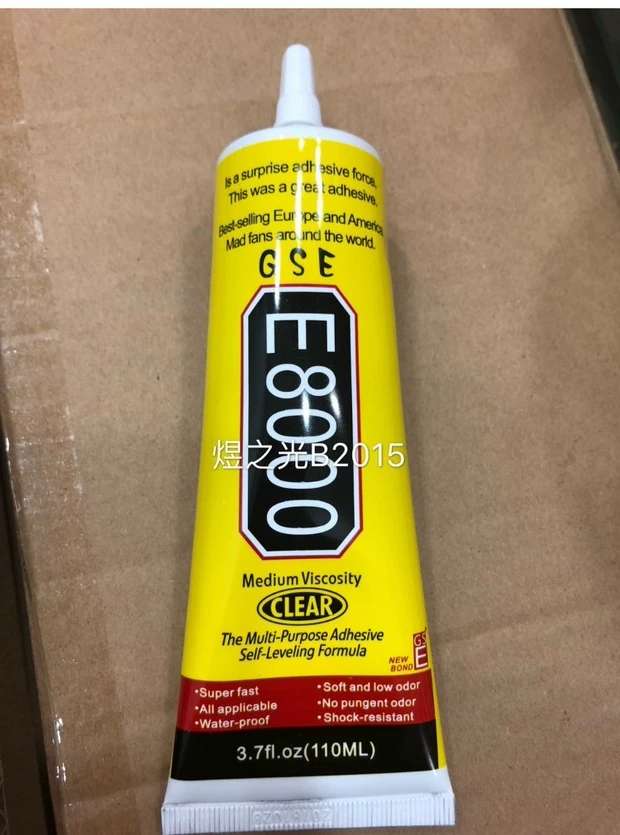 Is a surprise adhesive force.
This was a great adhesive.
Best-selling Europe and America
Mad fans around the world.
GSE
E8000
煜之光B2015
Medium Viscosity
CLEAR
The Multi-Purpose Adhesive
Self-Leveling Formula
NEW
BOND
GS
E
•Super fast
•All applicable
•Water-proof
•Soft and low odor
•No pungent odor
•Shock-resistant
3.7fl.oz(110ML)